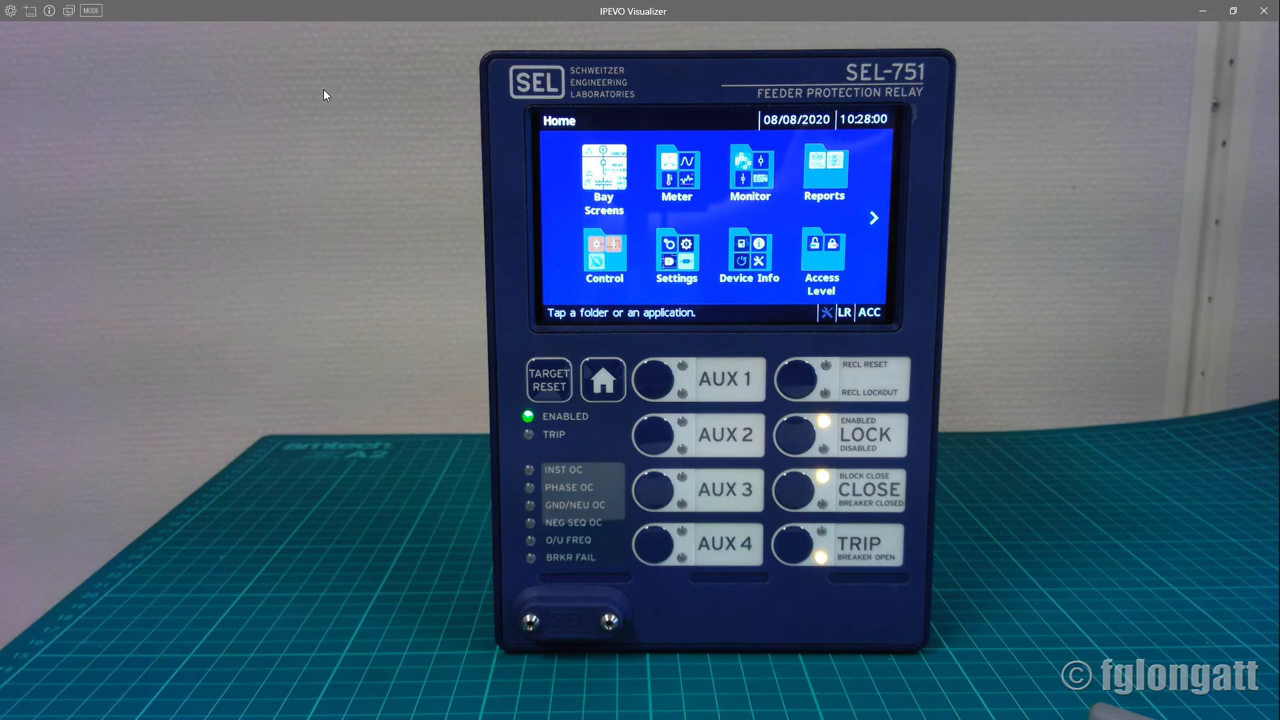 MODE
IPEVO Visualizer
SEL
SCHWEITZER
ENGINEERING
LABORATORIES
SEL-751
FEEDER PROTECTION RELAY
Home
08/08/2020
10:28:00
Bay
Screens
Meter
Monitor
Reports
Control
Settings
Device Info
Access
Level
Tap a folder or an application.
LR
ACC
TARGET
RESET
AUX 1
RECL RESET
RECL LOCKOUT
ENABLED
TRIP
AUX 2
ENABLED
LOCK
DISABLED
INST OC
PHASE OC
GND/NEU OC
NEG SEQ OC
O/U FREQ
BRKR FAIL
AUX 3
BLOCK CLOSE
CLOSE
BREAKER CLOSED
AUX 4
TRIP
BREAKER OPEN
SEL
amtech
A2
© fglongatt